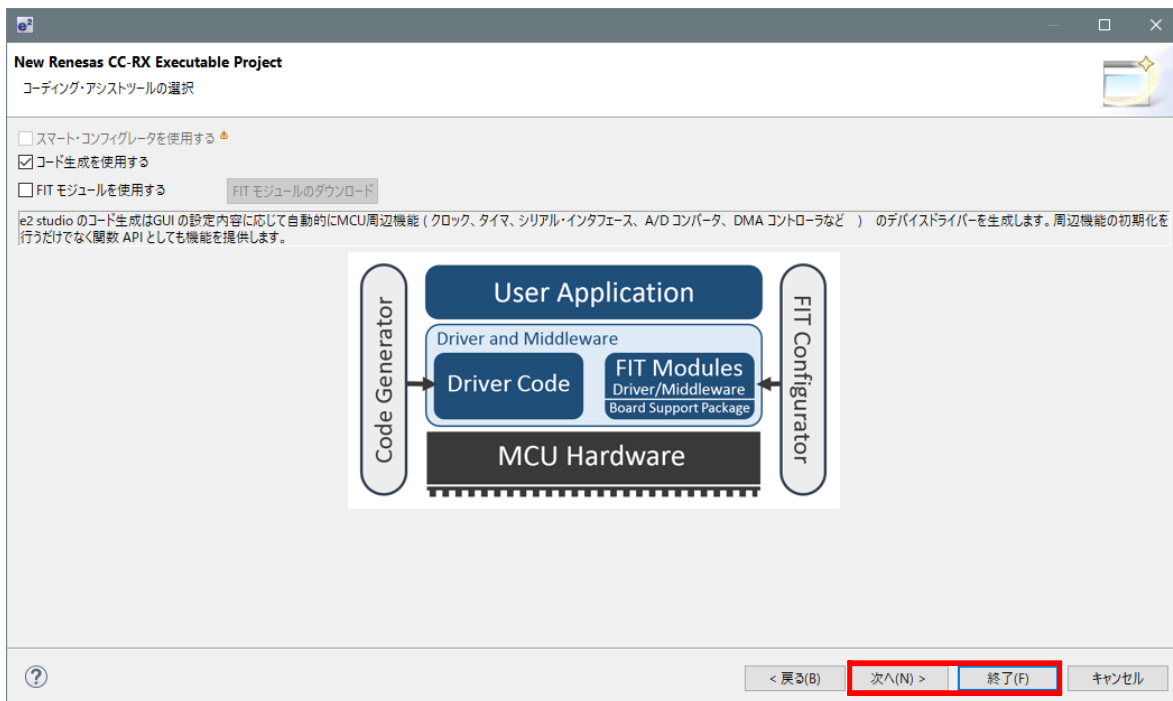 e²
New Renesas CC-RX Executable Project
コーディング・アシストツールの選択
スマート・コンフィグレータを使用する
コード生成を使用する
FIT モジュールを使用する
FIT モジュールのダウンロード
e2 studio のコード生成はGUI の設定内容に応じて自動的にMCU周辺機能 ( クロック、タイマ、シリアル・インタフェース、A/D コンバータ、DMA コントローラなど ) のデバイスドライバーを生成します。周辺機能の初期化を
行うだけでなく関数 API としても機能を提供します。
Code Generator
User Application
Driver and Middleware
Driver Code
FIT Modules
Driver/Middleware
Board Support Package
MCU Hardware
FIT Configurator
?
< 戻る(B)
次へ(N) >
終了(F)
キャンセル